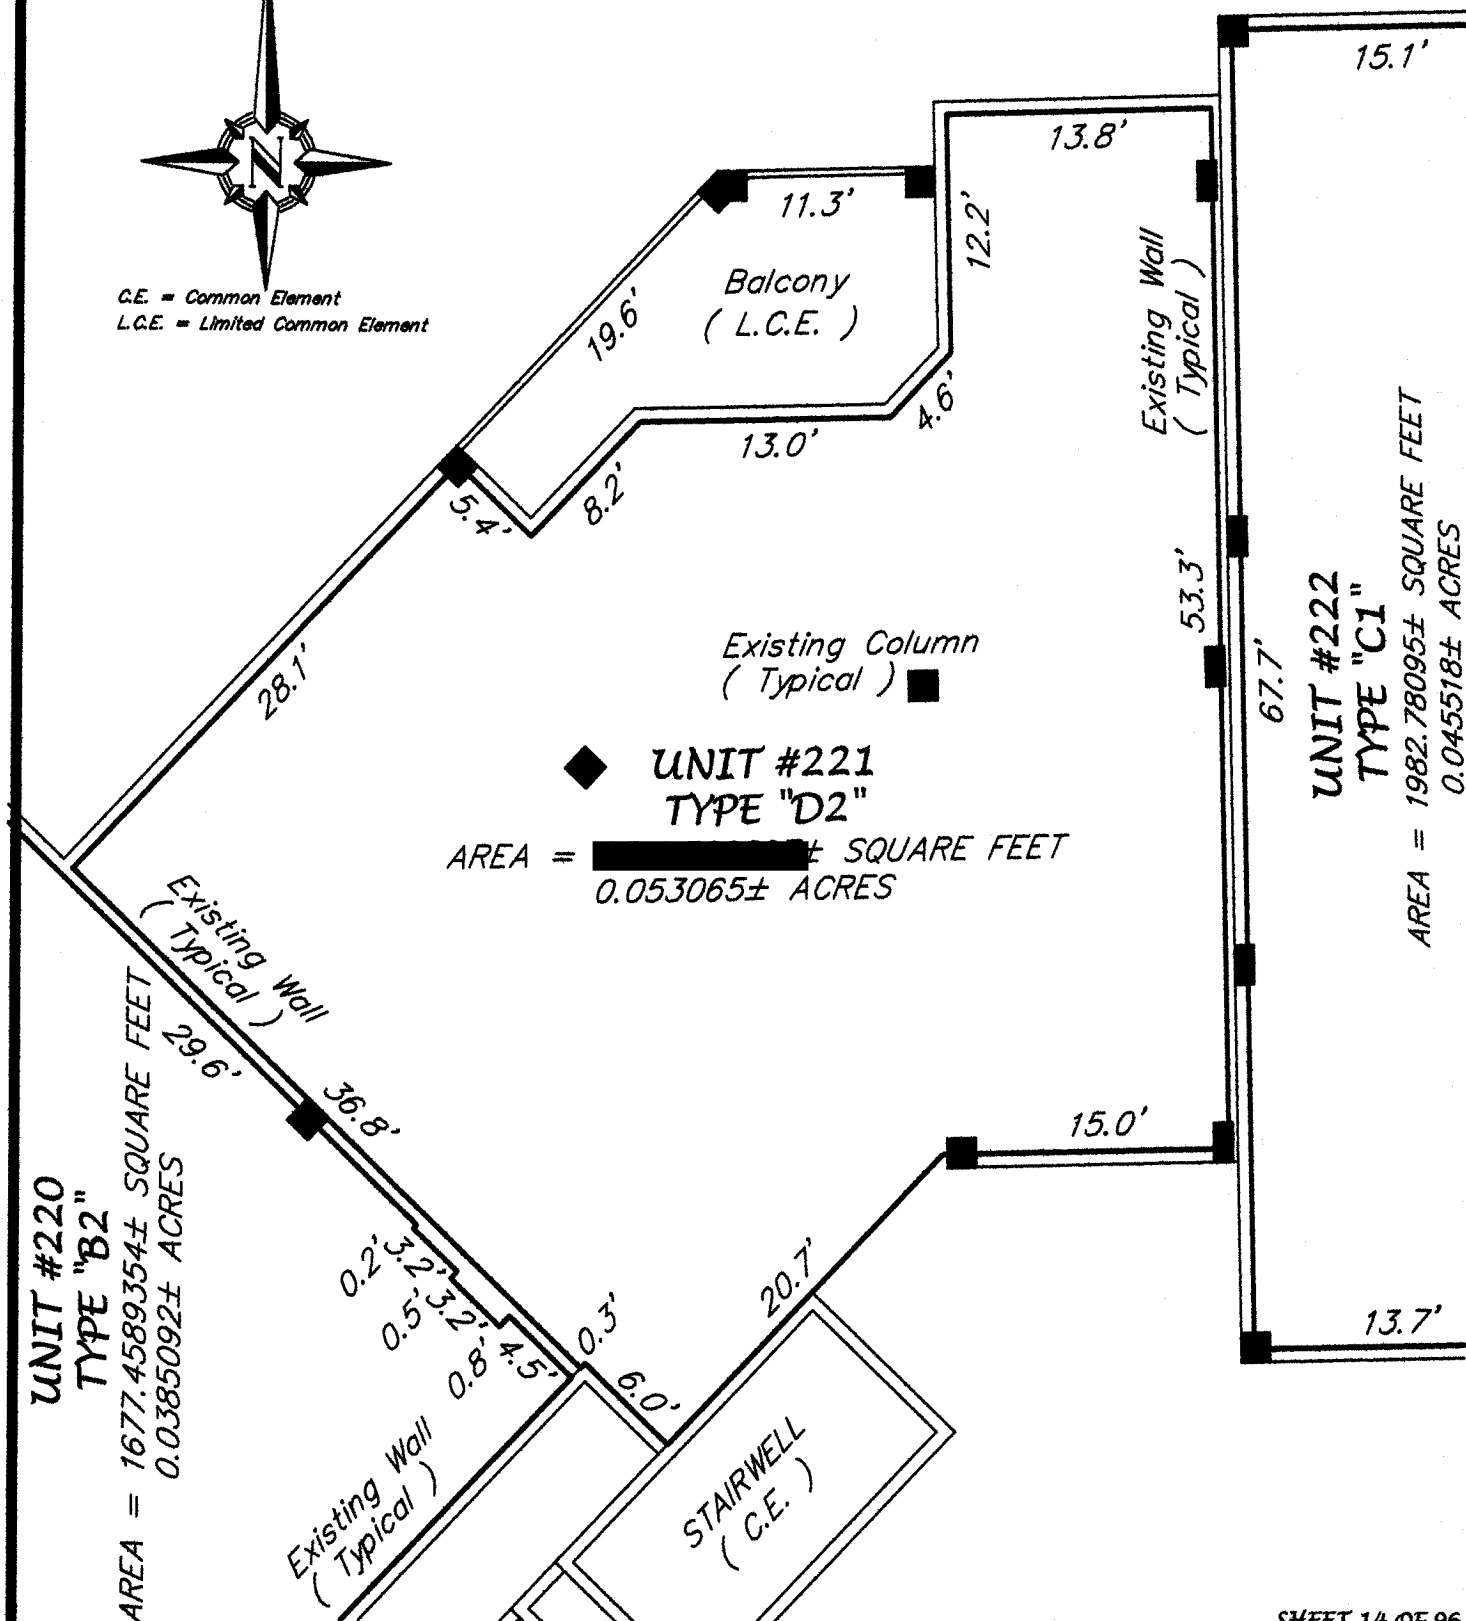 15.1'
13.8'
N
11.3'
12.2'
Balcony
( L.C.E. )
Existing Wall
( Typical )
C.E. = Common Element
L.C.E. = Limited Common Element
19.6'
4.6'
13.0'
5.4'
8.2'
53.3'
28.1'
Existing Column
( Typical )
67.7'
UNIT #222
TYPE "C1"
AREA = 1982.78095± SQUARE FEET
0.045518± ACRES
UNIT #221
TYPE "D2"
AREA = ± SQUARE FEET
0.053065± ACRES
Existing Wall
( Typical )
29.6'
36.8'
15.0'
UNIT #220
TYPE "B2"
AREA = 1677.4589354± SQUARE FEET
0.0385092± ACRES
0.2'
3.2'
0.5'
3.2'
0.8'
4.5'
0.3'
6.0'
20.7'
13.7'
Existing Wall
( Typical )
STAIRWELL
( C.E. )
SHEET 14 OF 96